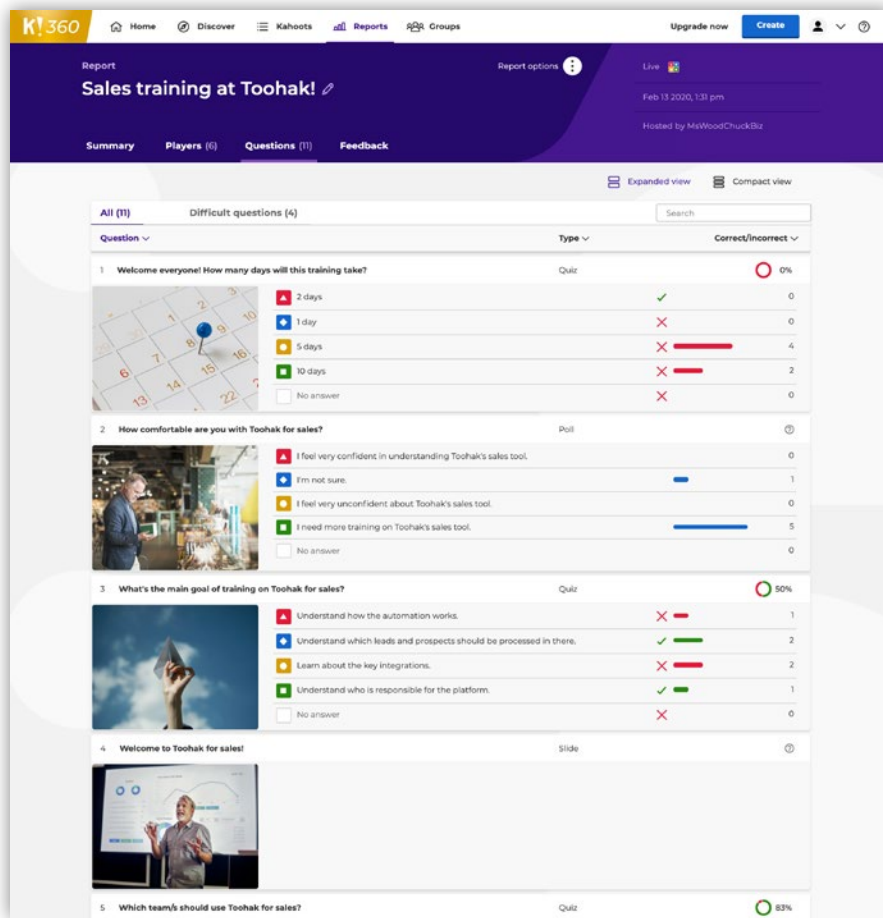 K! 360 Home Discover Kahoots Reports Groups Upgrade now Create
Report
Report options
Sales training at Toohak!
Live
Feb 13 2020, 1:31 pm
Hosted by MsWoodChuckBiz
Summary Players (6) Questions (11) Feedback
Expanded view Compact view
All (11) Difficult questions (4) Search
Question Type Correct/incorrect
1 Welcome everyone! How many days will this training take? Quiz 0%
2 days 0
1 day 0
5 days 4
10 days 2
No answer 0
2 How comfortable are you with Toohak for sales? Poll
I feel very confident in understanding Toohak's sales tool. 0
I'm not sure. 1
I feel very unconfident about Toohak's sales tool. 0
I need more training on Toohak's sales tool. 5
No answer 0
3 What's the main goal of training on Toohak for sales? Quiz 50%
Understand how the automation works. 1
Understand which leads and prospects should be processed in there. 2
Learn about the key integrations. 2
Understand who is responsible for the platform. 1
No answer 0
4 Welcome to Toohak for sales! Slide
5 Which team/s should use Toohak for sales? Quiz 83%